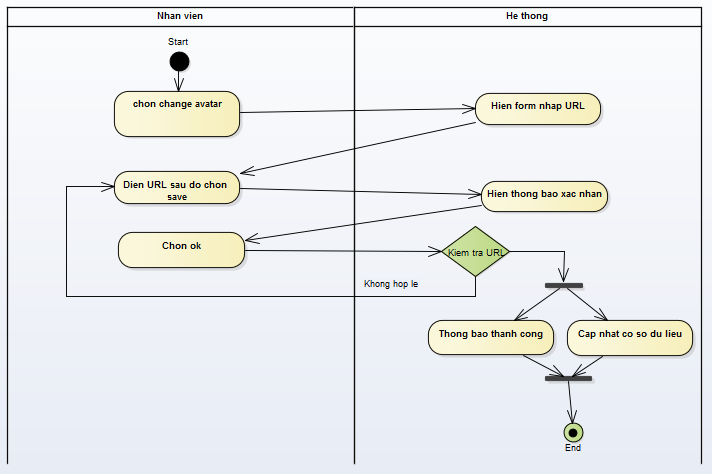 Nhan vien
He thong
Start
chon change avatar
Hien form nhap URL
Dien URL sau do chon
save
Hien thong bao xac nhan
Chon ok
Kiem tra URL
Khong hop le
Thong bao thanh cong
Cap nhat co so du lieu
End